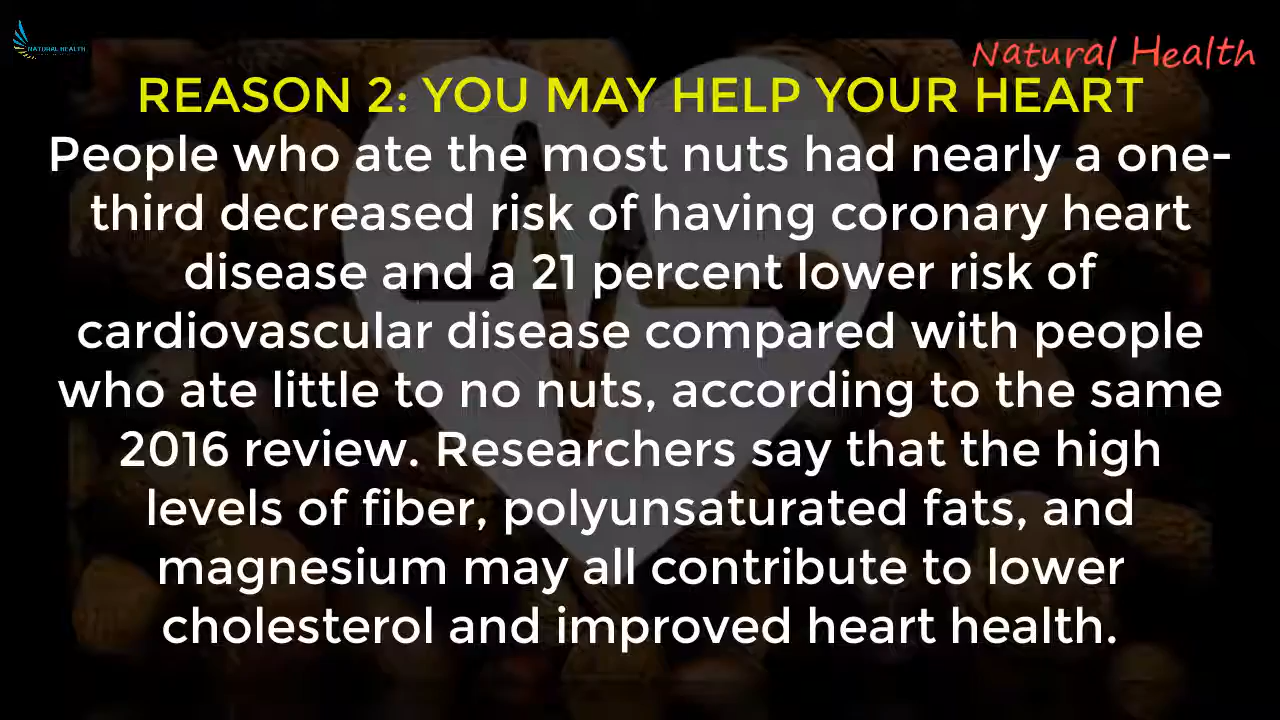 NATURAL HEALTH
Natural Health
REASON 2: YOU MAY HELP YOUR HEART
People who ate the most nuts had nearly a one-
third decreased risk of having coronary heart
disease and a 21 percent lower risk of
cardiovascular disease compared with people
who ate little to no nuts, according to the same
2016 review. Researchers say that the high
levels of fiber, polyunsaturated fats, and
magnesium may all contribute to lower
cholesterol and improved heart health.